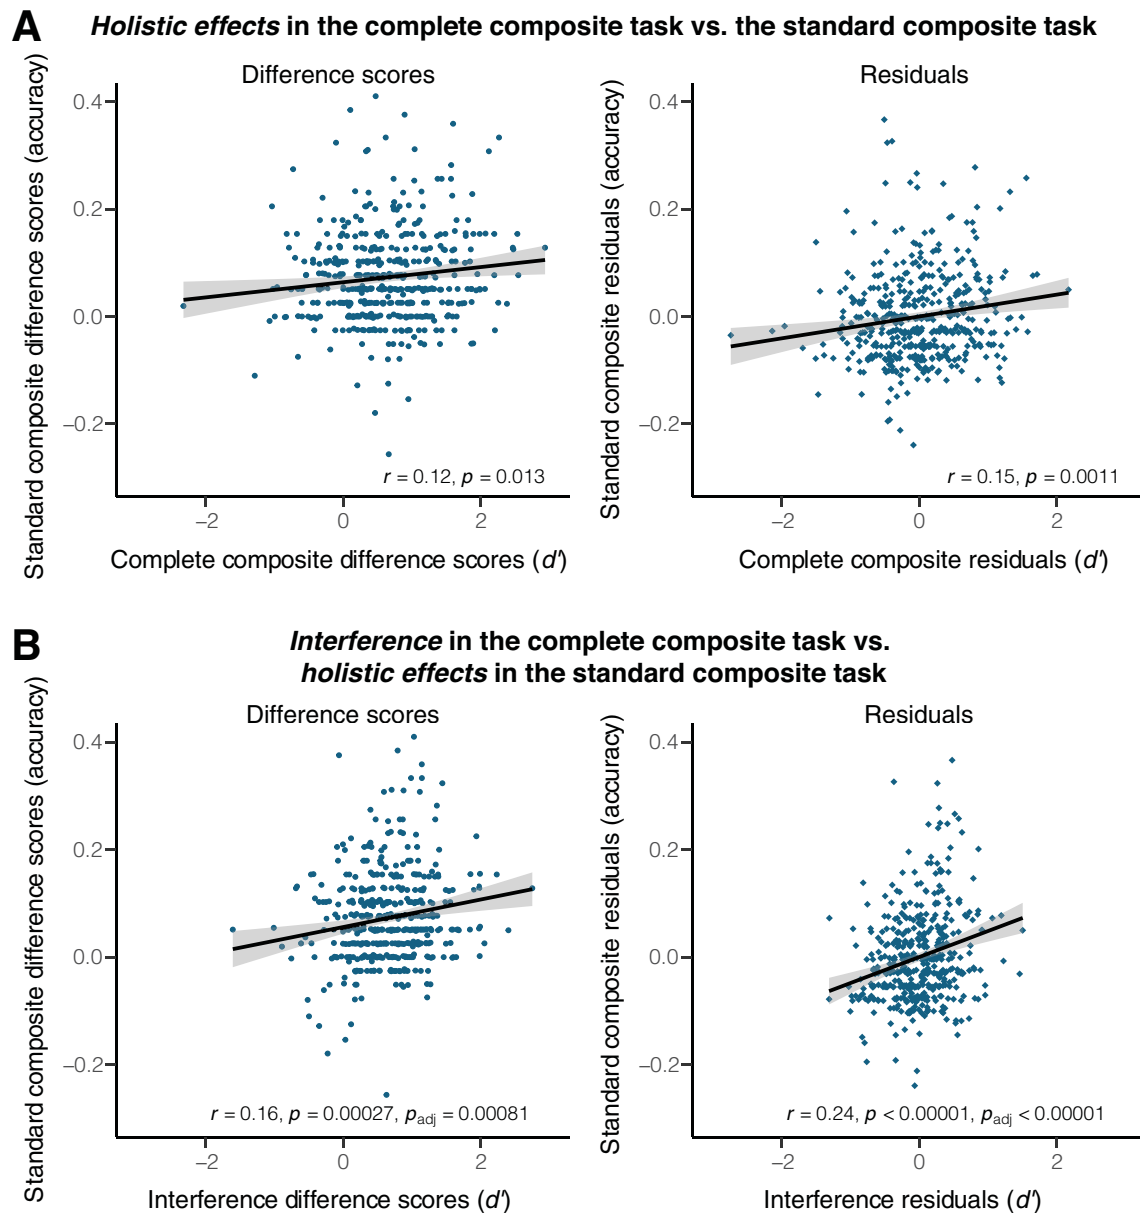 A
Holistic effects in the complete composite task vs. the standard composite task
Difference scores
Standard composite difference scores (accuracy)
0.4
0.2
0.0
−0.2
r = 0.12, p = 0.013
−2
0
2
Complete composite difference scores (d′)
Residuals
Standard composite residuals (accuracy)
0.4
0.2
0.0
−0.2
r = 0.15, p = 0.0011
−2
0
2
Complete composite residuals (d′)
B
Interference in the complete composite task vs.
holistic effects in the standard composite task
Difference scores
Standard composite difference scores (accuracy)
0.4
0.2
0.0
−0.2
r = 0.16, p = 0.00027, padj = 0.00081
−2
0
2
Interference difference scores (d′)
Residuals
Standard composite residuals (accuracy)
0.4
0.2
0.0
−0.2
r = 0.24, p < 0.00001, padj < 0.00001
−2
0
2
Interference residuals (d′)